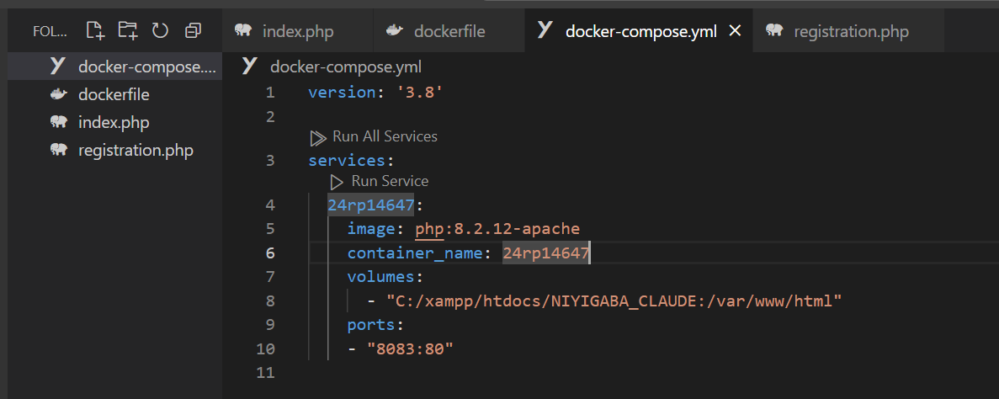 FOL...
index.php
dockerfile
docker-compose.yml
registration.php
docker-compose....
dockerfile
index.php
registration.php
docker-compose.yml
1 version: '3.8'
2
Run All Services
3 services:
Run Service
4 24rp14647:
5 image: php:8.2.12-apache
6 container_name: 24rp14647
7 volumes:
8 - "C:/xampp/htdocs/NIYIGABA_CLAUDE:/var/www/html"
9 ports:
10 - "8083:80"
11